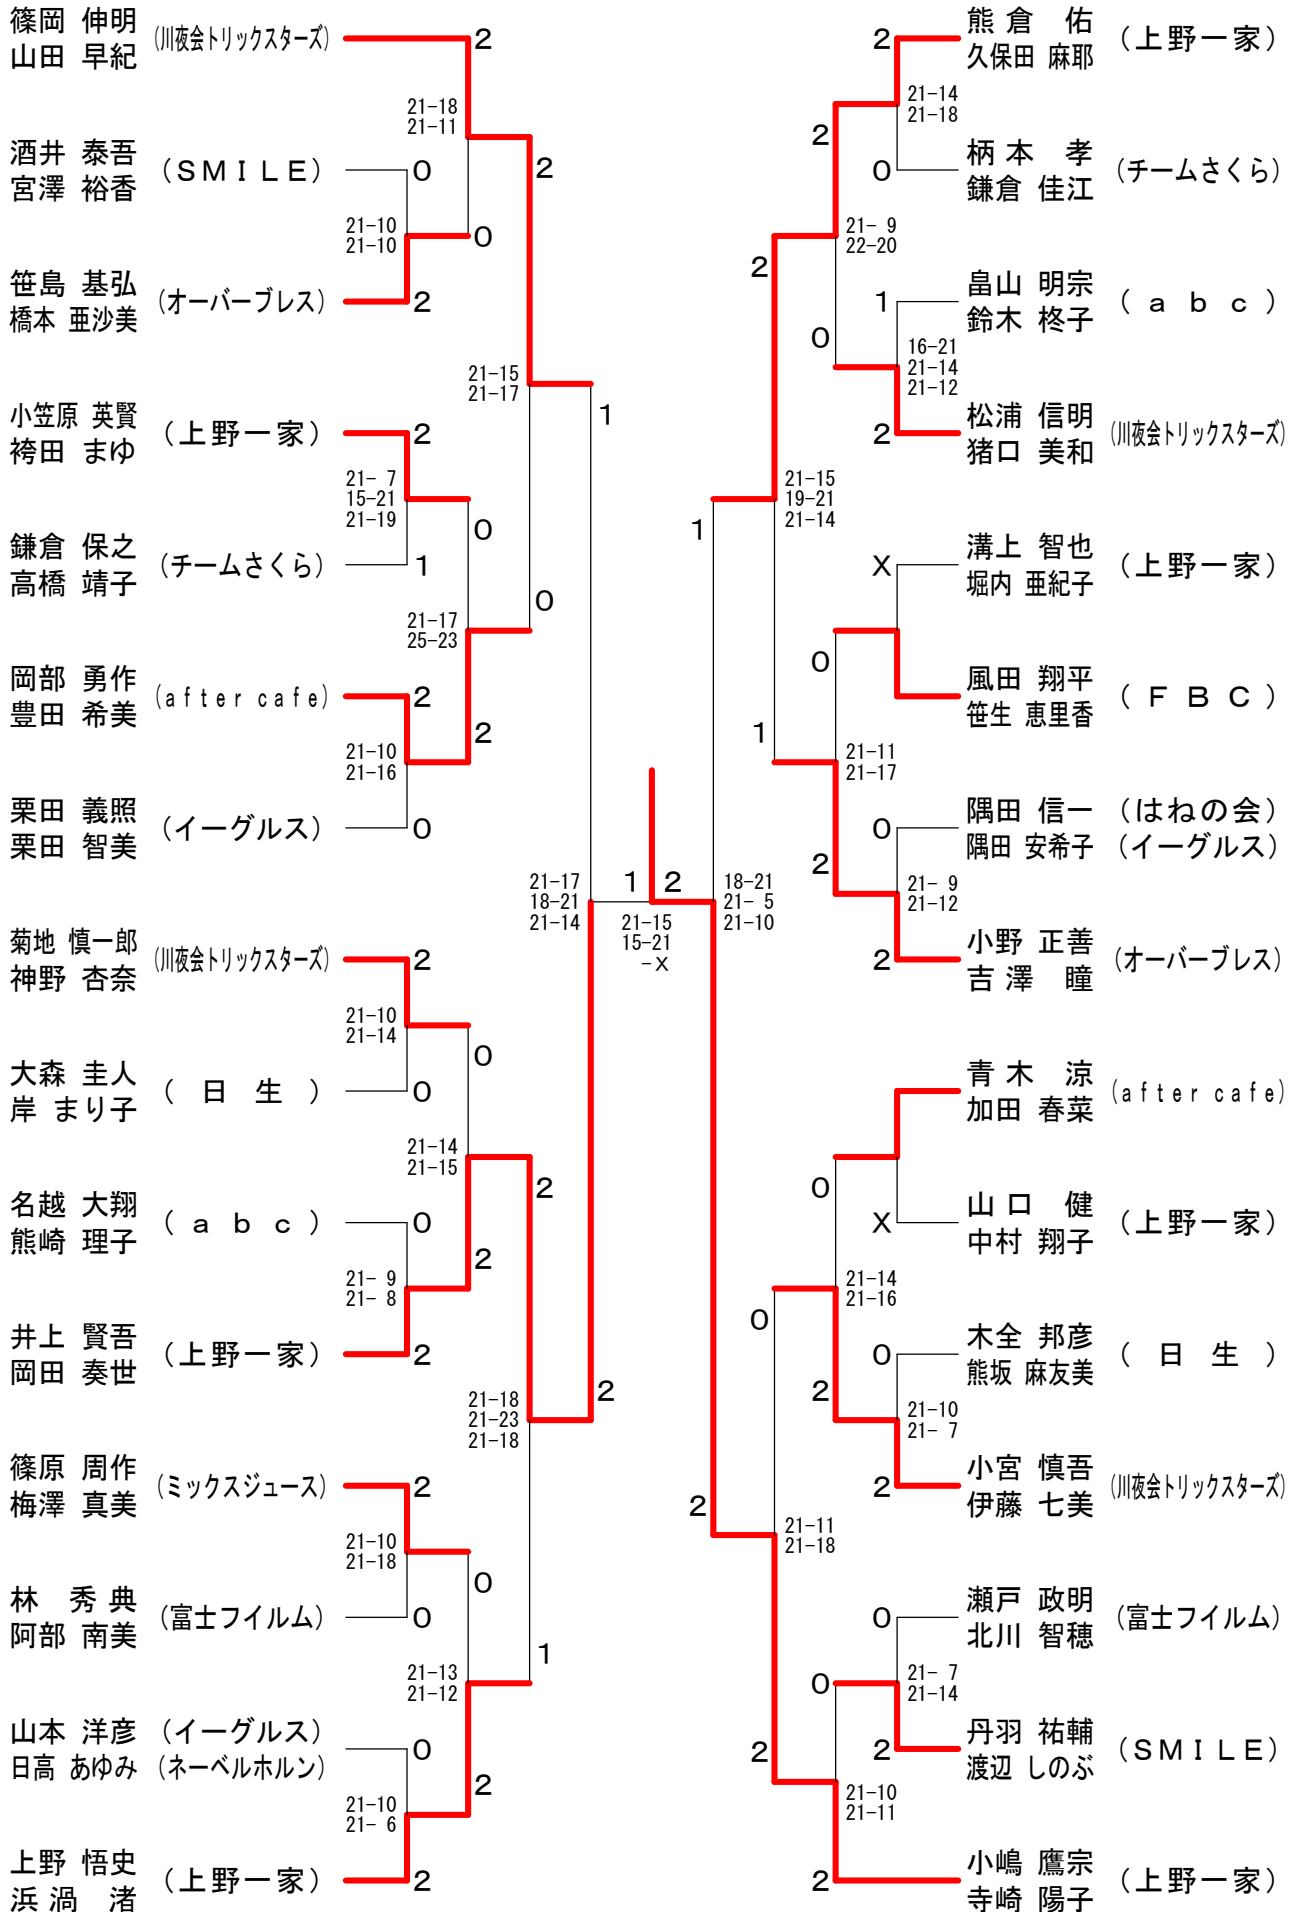 篠岡 伸明
山田 早紀
(川夜会トリックスターズ)
2
21-18
21-11
2
酒井 泰吾
宮澤 裕香
(SMILE)
0
21-10
21-10
0
笹島 基弘
橋本 亜沙美
(オーバーブレス)
2
21-15
21-17
1
小笠原 英賢
袴田 まゆ
(上野一家)
2
21- 7
15-21
21-19
0
鎌倉 保之
高橋 靖子
(チームさくら)
1
0
21-17
25-23
岡部 勇作
豊田 希美
(after cafe)
2
2
21-10
21-16
栗田 義照
栗田 智美
(イーグルス)
0
21-17
18-21
21-14
菊地 慎一郎
神野 杏奈
(川夜会トリックスターズ)
2
21-10
21-14
0
大森 圭人
岸 まり子
(日 生)
0
21-14
21-15
2
名越 大翔
熊崎 理子
(a b c)
0
2
21- 9
21- 8
井上 賢吾
岡田 奏世
(上野一家)
2
21-18
21-23
21-18
2
篠原 周作
梅澤 真美
(ミックスジュース)
2
21-10
21-18
0
林 秀典
阿部 南美
(富士フイルム)
0
1
21-13
21-12
山本 洋彦
日高 あゆみ
(イーグルス)
(ネーベルホルン)
0
2
21-10
21- 6
上野 悟史
浜渦 渚
(上野一家)
2
1
2
21-15
15-21
-X
2
熊倉 佑
久保田 麻耶
(上野一家)
21-14
21-18
2
0
柄本 孝
鎌倉 佳江
(チームさくら)
21- 9
22-20
2
1
畠山 明宗
鈴木 柊子
(a b c)
0
16-21
21-14
21-12
2
松浦 信明
猪口 美和
(川夜会トリックスターズ)
21-15
19-21
21-14
1
X
溝上 智也
堀内 亜紀子
(上野一家)
0
風田 翔平
笹生 恵里香
(FBC)
1
21-11
21-17
0
隅田 信一
隅田 安希子
(はねの会)
(イーグルス)
2
21- 9
21-12
18-21
21- 5
21-10
2
小野 正善
吉澤 瞳
(オーバーブレス)
青木 涼
加田 春菜
(after cafe)
0
X
山口 健
中村 翔子
(上野一家)
21-14
21-16
0
0
木全 邦彦
熊坂 麻友美
(日 生)
2
21-10
21- 7
2
小宮 慎吾
伊藤 七美
(川夜会トリックスターズ)
2
21-11
21-18
0
瀬戸 政明
北川 智穂
(富士フイルム)
0
21- 7
21-14
2
丹羽 祐輔
渡辺 しのぶ
(SMILE)
2
21-10
21-11
2
小嶋 鷹宗
寺崎 陽子
(上野一家)